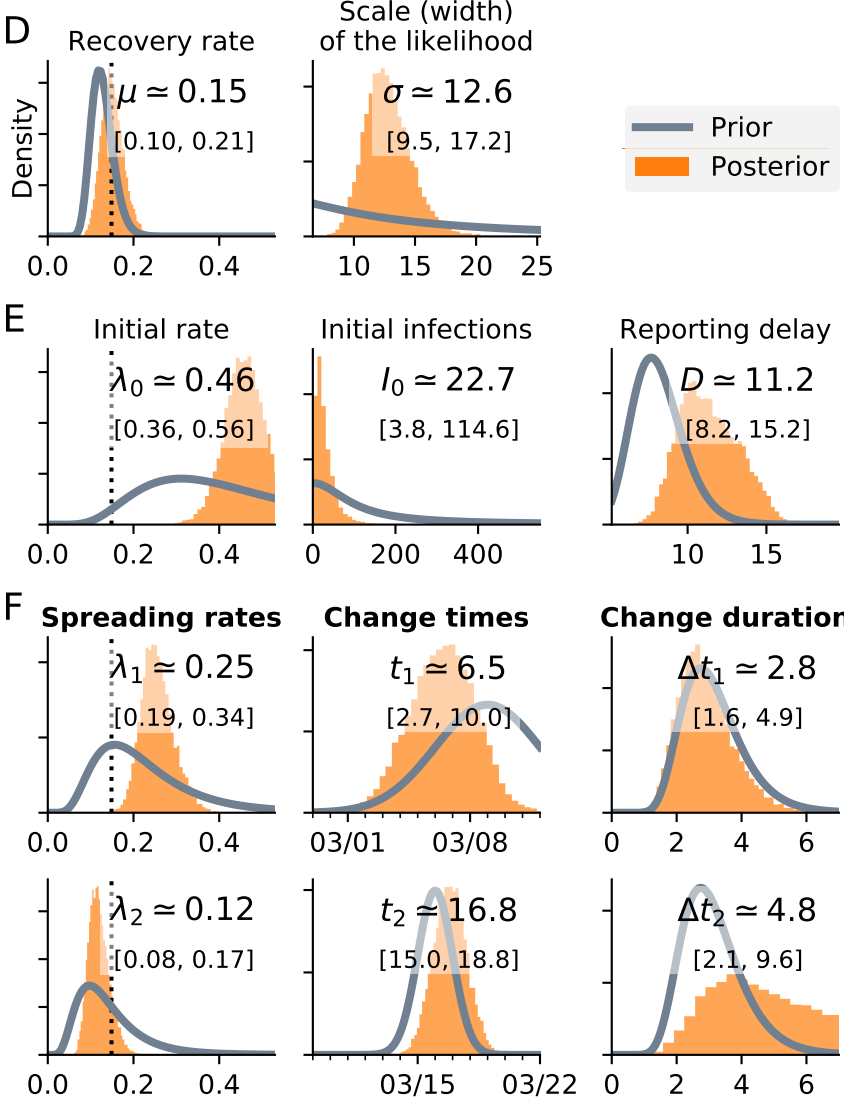 D
Recovery rate
Scale (width)
of the likelihood
Density
μ ≃ 0.15
[0.10, 0.21]
0.0 0.2 0.4
σ ≃ 12.6
[9.5, 17.2]
10 15 20 25
Prior
Posterior
E
Initial rate
λ0 ≃ 0.46
[0.36, 0.56]
0.0 0.2 0.4
Initial infections
I0 ≃ 22.7
[3.8, 114.6]
0 200 400
Reporting delay
D ≃ 11.2
[8.2, 15.2]
10 15
F
Spreading rates
λ1 ≃ 0.25
[0.19, 0.34]
0.0 0.2 0.4
Change times
t1 ≃ 6.5
[2.7, 10.0]
03/01 03/08
Change duration
Δt1 ≃ 2.8
[1.6, 4.9]
0 2 4 6
λ2 ≃ 0.12
[0.08, 0.17]
0.0 0.2 0.4
t2 ≃ 16.8
[15.0, 18.8]
03/15 03/22
Δt2 ≃ 4.8
[2.1, 9.6]
0 2 4 6